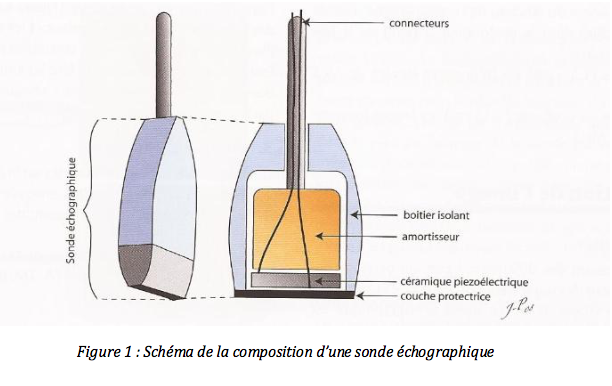 connecteurs
Sonde échographique
boitier isolant
amortisseur
céramique piezoélectrique
couche protectrice
Figure 1 : Schéma de la composition d'une sonde échographique